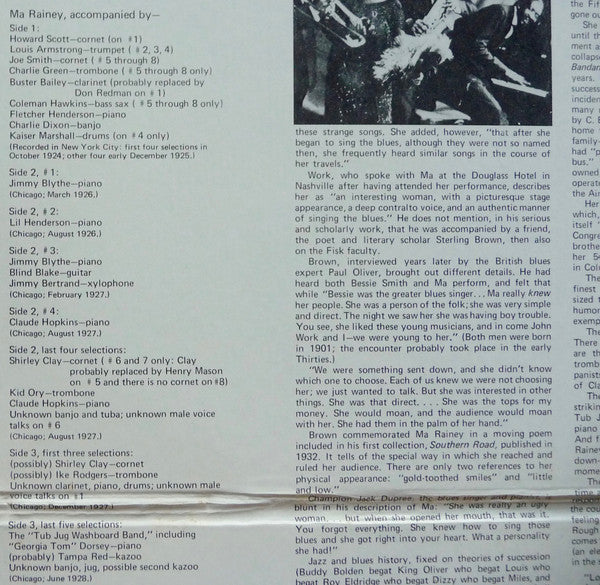 Ma Rainey, accompanied by—
Side 1:
Howard Scott—cornet (on #1)
Louis Armstrong—trumpet ( # 2, 3, 4)
Joe Smith—cornet ( # 5 through 8)
Charlie Green—trombone ( # 5 through 8 only)
Buster Bailey—clarinet (probably replaced by
Don Redman on # 1)
Coleman Hawkins—bass sax ( # 5 through 8 only)
Fletcher Henderson—piano
Charlie Dixon—banjo
Kaiser Marshall—drums (on #4 only)
(Recorded in New York City: first four selections in
October 1924; other four early December 1925.)
Side 2, #1:
Jimmy Blythe—piano
(Chicago; March 1926.)
Side 2, #2:
Lil Henderson—piano
(Chicago; August 1926.)
Side 2, #3:
Jimmy Blythe—piano
Blind Blake—guitar
Jimmy Bertrand—xylophone
(Chicago; February 1927.)
Side 2, #4:
Claude Hopkins—piano
(Chicago; August 1927.)
Side 2, last four selections:
Shirley Clay—cornet ( # 6 and 7 only: Clay
probably replaced by Henry Mason
on # 5 and there is no cornet on #8)
Kid Ory—trombone
Claude Hopkins—piano
Unknown banjo and tuba; unknown male voice
talks on # 6
(Chicago; August 1927.)
Side 3, first three selections:
(possibly) Shirley Clay—cornet
(possibly) Ike Rodgers—trombone
Unknown clarinet, piano, drums; unknown male
voice talks on #1
(Chicago; December 1927.)
Side 3, last five selections:
The "Tub Jug Washboard Band," including
"Georgia Tom" Dorsey—piano
(probably) Tampa Red—kazoo
Unknown banjo, jug, possible second kazoo
(Chicago; June 1928.)
these strange songs. She added, however, "that after she
began to sing the blues, although they were not so named
then, she frequently heard similar songs in the course of
her travels."
Work, who spoke with Ma at the Douglass Hotel in
Nashville after having attended her performance, describes
her as "an interesting woman, with a picturesque stage
appearance, a deep contralto voice, and an authentic manner
of singing the blues." He does not mention, in his serious
and scholarly work, that he was accompanied by a friend,
the poet and literary scholar Sterling Brown, then also
on the Fisk faculty.
Brown, interviewed years later by the British blues
expert Paul Oliver, brought out different details. He had
heard both Bessie Smith and Ma perform, and felt that
while "Bessie was the greater blues singer... Ma really knew
her people. She was a person of the folk; she was very simple
and direct. The night we saw her she was having boy trouble.
You see, she liked these young musicians, and in come John
Work and I—we were young to her." (Both men were born
in 1901; the encounter probably took place in the early
Thirties.)
"We were something sent down, and she didn't know
which one to choose. Each of us knew we were not choosing
her; we just wanted to talk. But she was interested in other
things. She was that direct. . . . She was the tops for my
money. She would moan, and the audience would moan
with her. She had them in the palm of her hand."
Brown commemorated Ma Rainey in a moving poem
included in his first collection, Southern Road, published in
1932. It tells of the special way in which she reached and
ruled her audience. There are only two references to her
physical appearance: "gold-toothed smiles" and "little
and low."
Champion Jack Dupree, the blues singer and pianist, is
blunt in his description of Ma: "She was really an ugly
woman... but when she opened her mouth, that was it.
You forgot everything. She knew how to sing those
blues and she got right into your heart. What a personality
she had!"
Jazz and blues history, fixed on theories of succession
(Buddy Bolden begat King Oliver who begat Louis who
begat Roy Eldridge who begat Dizzy who begat Miles, and